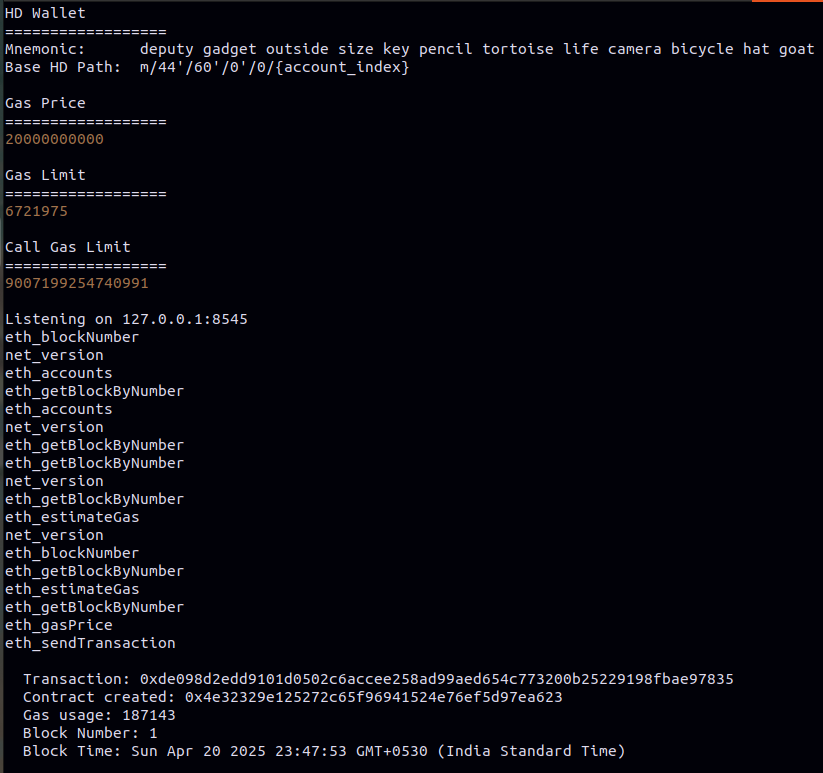 HD Wallet
==================
Mnemonic:      deputy gadget outside size key pencil tortoise life camera bicycle hat goat
Base HD Path:  m/44'/60'/0'/0/{account_index}
Gas Price
==================
20000000000
Gas Limit
==================
6721975
Call Gas Limit
==================
9007199254740991
Listening on 127.0.0.1:8545
eth_blockNumber
net_version
eth_accounts
eth_getBlockByNumber
eth_accounts
net_version
eth_getBlockByNumber
eth_getBlockByNumber
net_version
eth_getBlockByNumber
eth_estimateGas
net_version
eth_blockNumber
eth_getBlockByNumber
eth_estimateGas
eth_getBlockByNumber
eth_gasPrice
eth_sendTransaction
  Transaction: 0xde098d2edd9101d0502c6accee258ad99aed654c773200b25229198fbae97835
  Contract created: 0x4e32329e125272c65f96941524e76ef5d97ea623
  Gas usage: 187143
  Block Number: 1
  Block Time: Sun Apr 20 2025 23:47:53 GMT+0530 (India Standard Time)